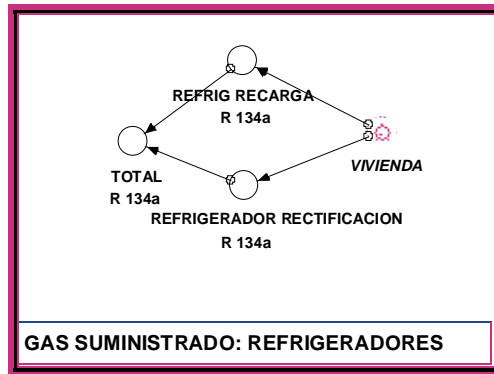 REFRIG RECARGA
R 134a
VIVIENDA
TOTAL
R 134a
REFRIGERADOR RECTIFICACION
R 134a
GAS SUMINISTRADO: REFRIGERADORES